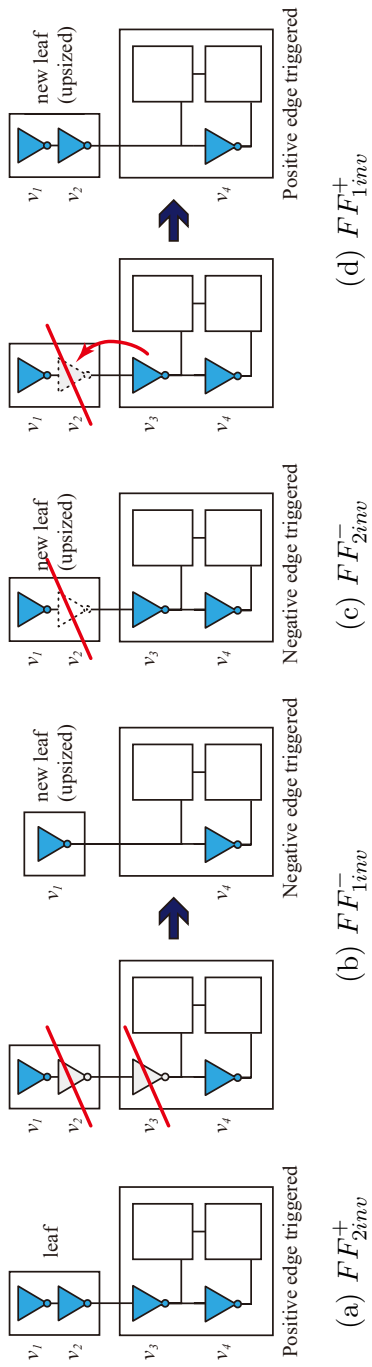 v1
v2
leaf
v3
v4
Positive edge triggered
(a) FF+2inv
v1
v2
v3
v4
v1
new leaf
(upsized)
v4
Negative edge triggered
(b) FF−1inv
v1
v2
new leaf
(upsized)
v3
v4
Negative edge triggered
(c) FF−2inv
v1
v2
v3
v4
v1
v2
new leaf
(upsized)
v4
Positive edge triggered
(d) FF+1inv